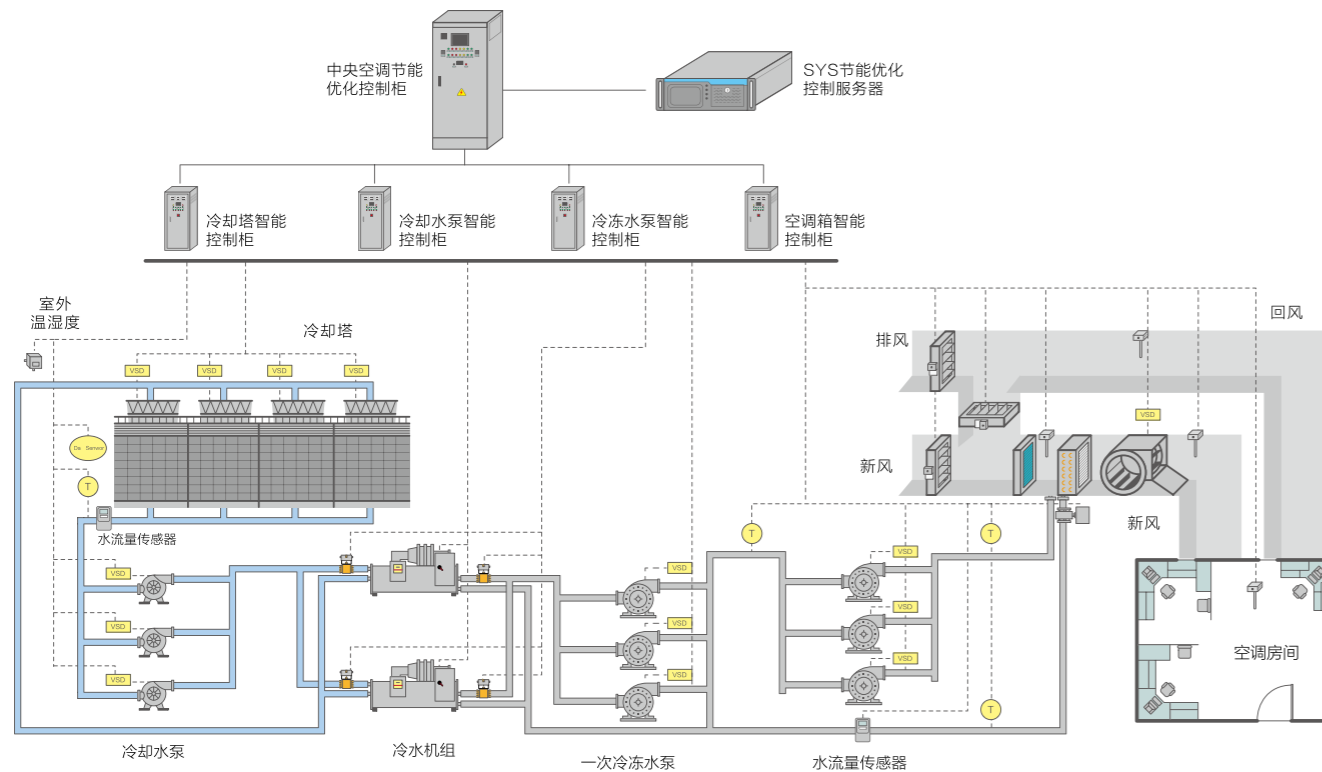 中央空调节能
优化控制柜
SYS节能优化
控制服务器
冷却塔智能
控制柜
冷却水泵智能
控制柜
冷冻水泵智能
控制柜
空调箱智能
控制柜
室外
温湿度
冷却塔
回风
排风
VSD
VSD
VSD
VSD
VSD
Da Senwor
新风
T
新风
水流量传感器
T
T
VSD
VSD
VSD
VSD
VSD
VSD
VSD
VSD
VSD
空调房间
T
冷却水泵
冷水机组
一次冷冻水泵
水流量传感器